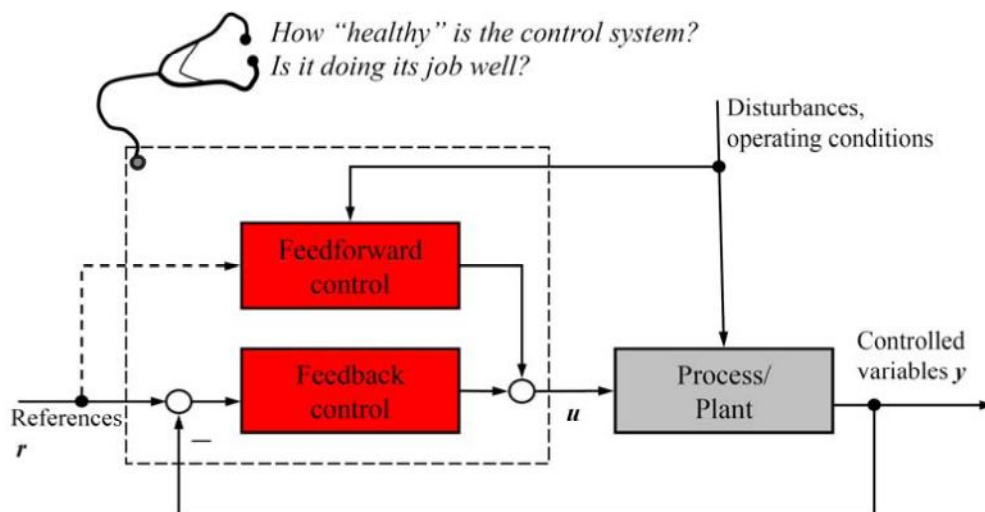 How “healthy” is the control system?
Is it doing its job well?
Disturbances,
operating conditions
Feedforward
control
Feedback
control
Process/
Plant
Controlled
variables y
References
r
u